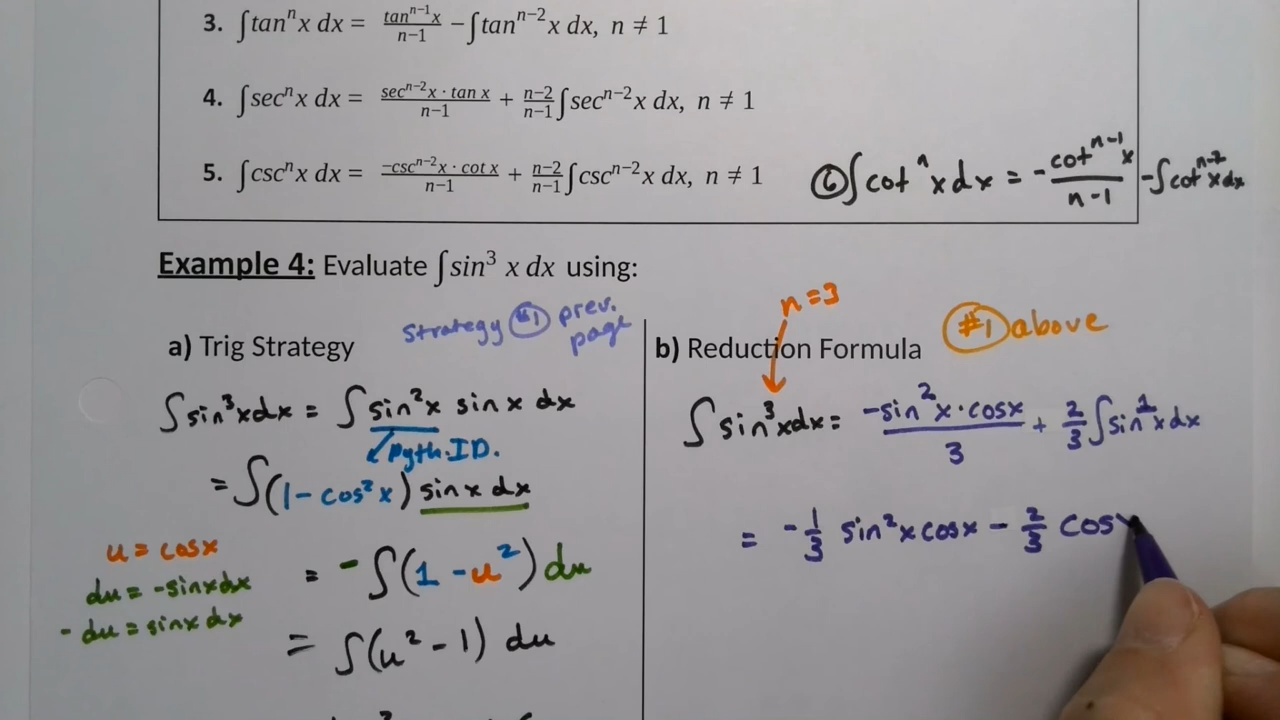 3. ∫tanⁿx dx = tanⁿ⁻¹x / n−1 − ∫tanⁿ⁻²x dx, n ≠ 1
4. ∫secⁿx dx = secⁿ⁻²x · tan x / n−1 + n−2 / n−1 ∫secⁿ⁻²x dx, n ≠ 1
5. ∫cscⁿx dx = −cscⁿ⁻²x · cot x / n−1 + n−2 / n−1 ∫cscⁿ⁻²x dx, n ≠ 1
⑥ ∫cotⁿx dx = − cotⁿ⁻¹x / n−1 − ∫cotⁿ⁻²x dx
Example 4: Evaluate ∫sin³ x dx using:
a) Trig Strategy
Strategy #1 prev. page
∫sin³x dx = ∫sin²x sin x dx
Pyth. ID.
= ∫(1 − cos²x) sin x dx
u = cos x
du = −sin x dx
−du = sin x dx
= −∫(1 − u²) du
= ∫(u² − 1) du
b) Reduction Formula
n = 3
#1 above
∫sin³x dx = −sin²x · cos x / 3 + 2/3 ∫sin¹x dx
= −1/3 sin²x cos x − 2/3 cos x